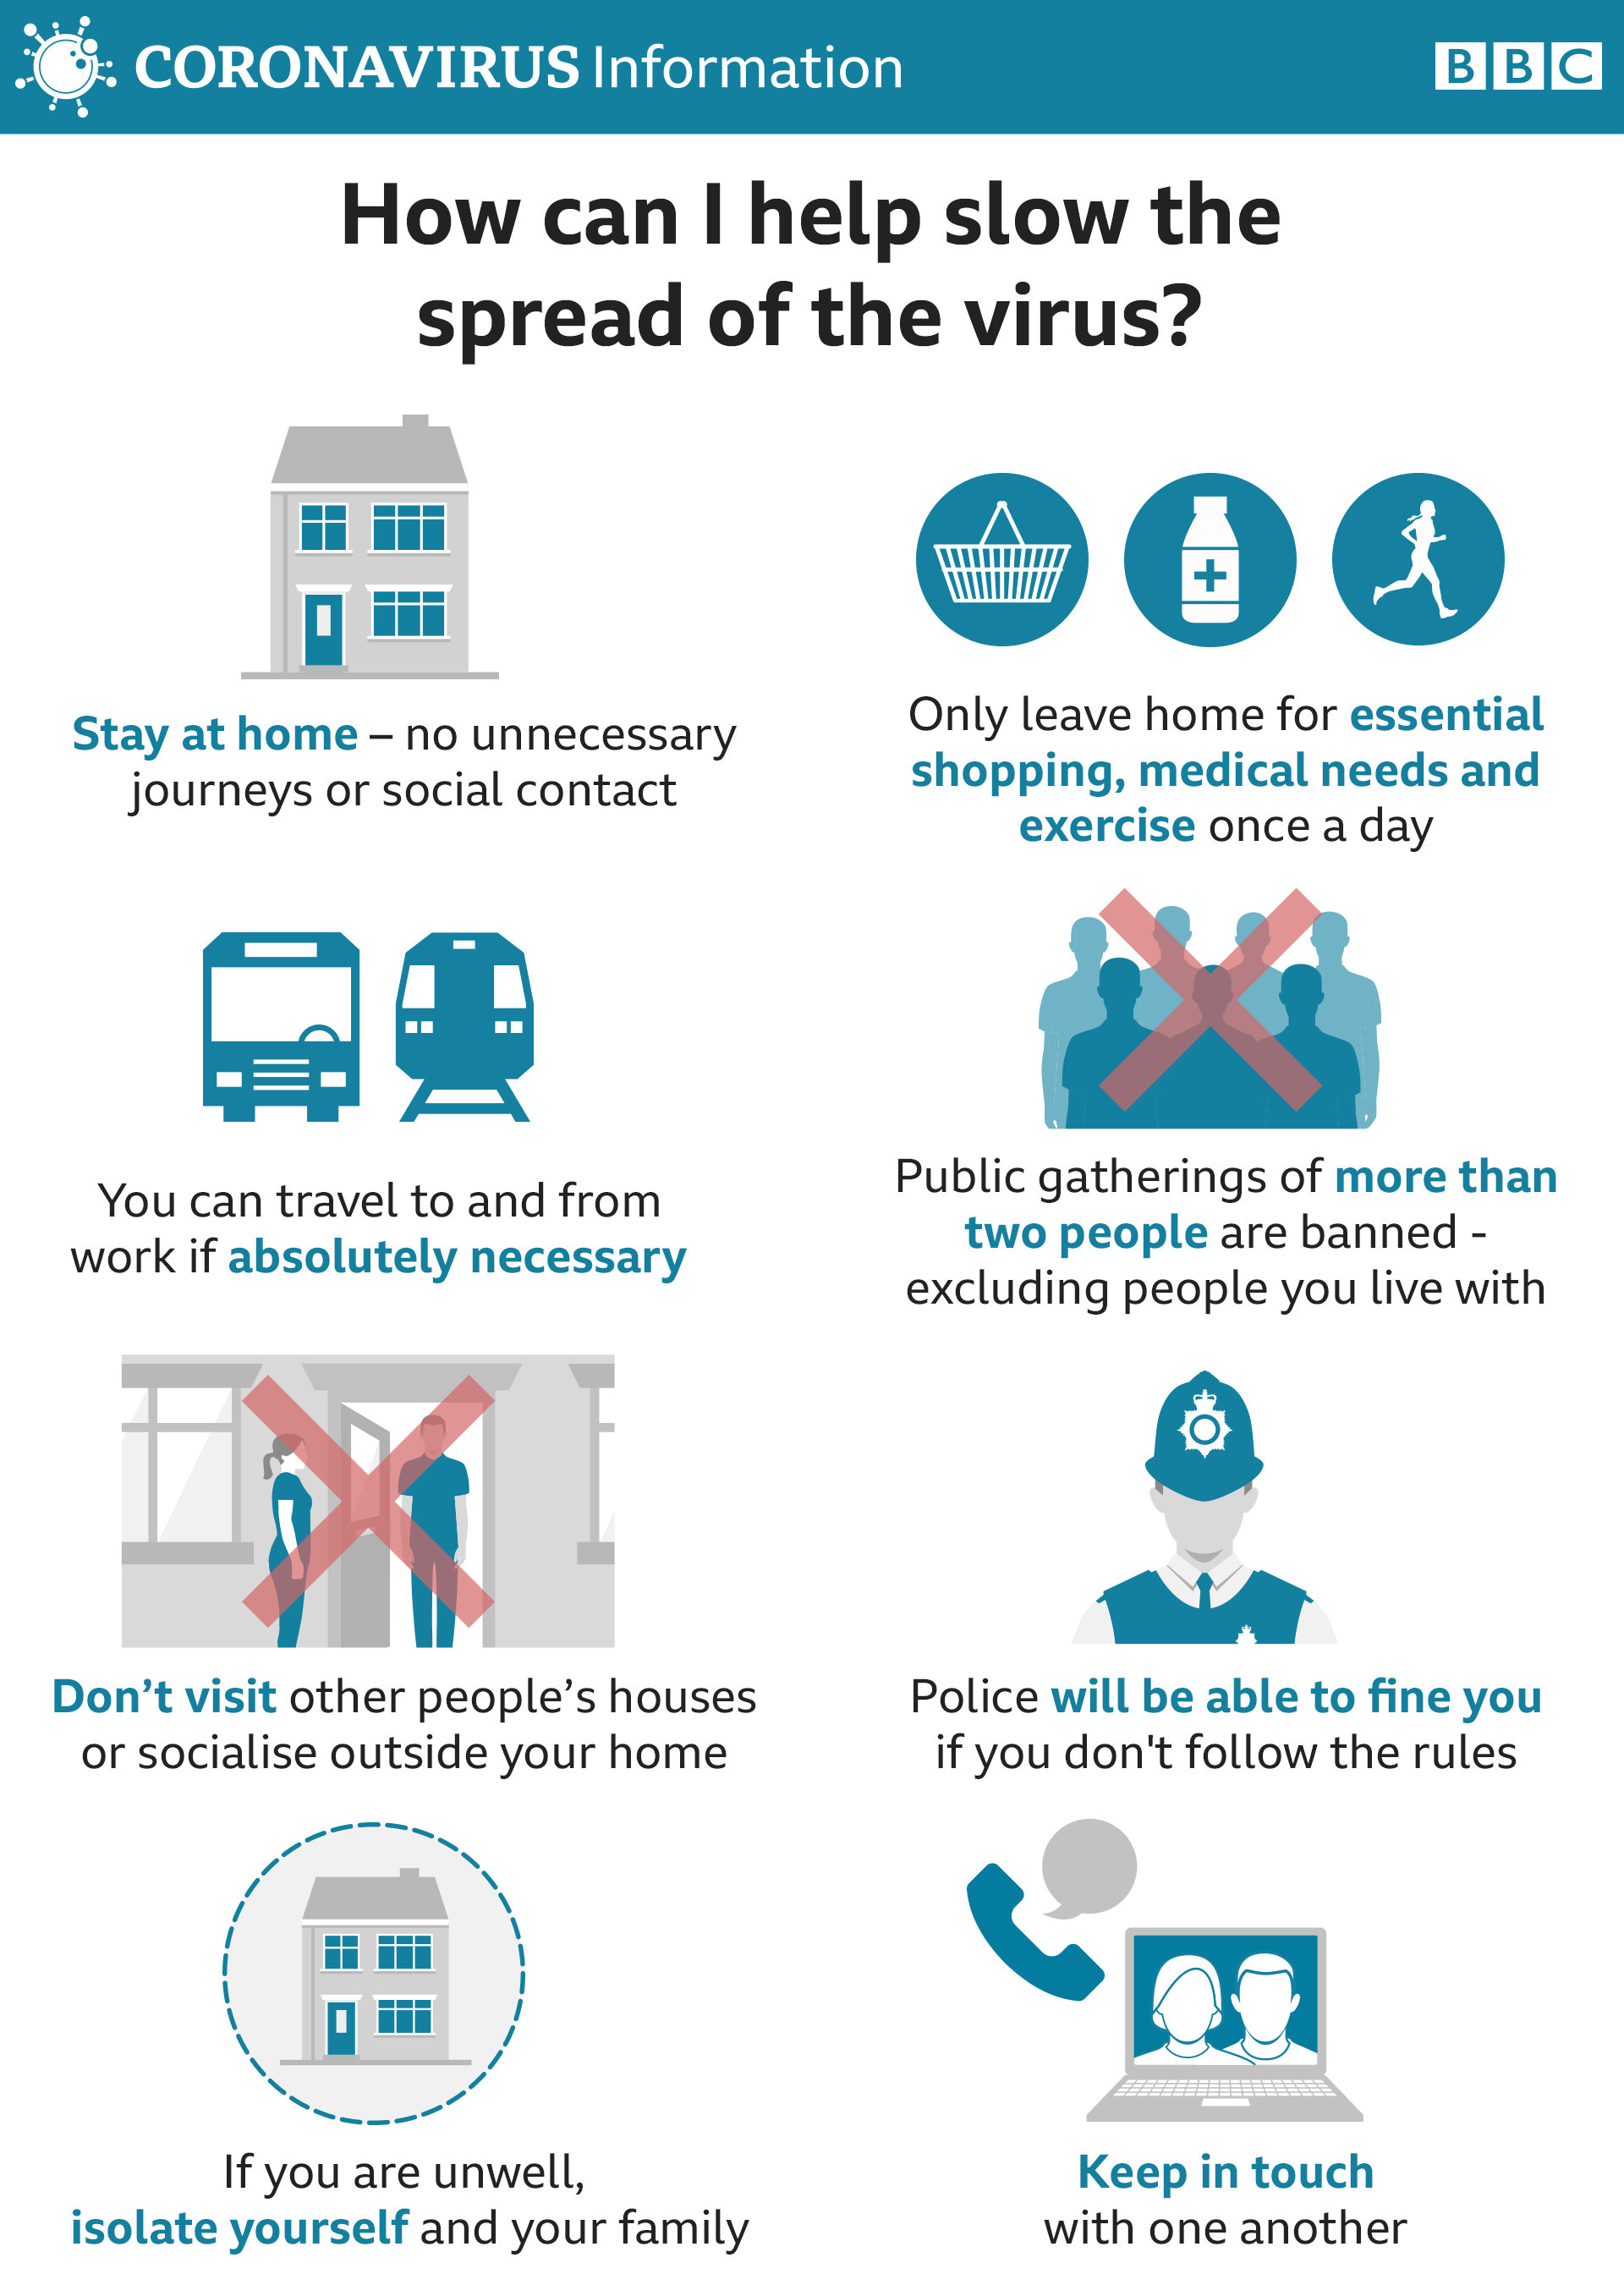 CORONAVIRUS Information
BBC
How can I help slow the
spread of the virus?
Stay at home – no unnecessary
journeys or social contact
Only leave home for essential
shopping, medical needs and
exercise once a day
You can travel to and from
work if absolutely necessary
Public gatherings of more than
two people are banned -
excluding people you live with
Don’t visit other people’s houses
or socialise outside your home
Police will be able to fine you
if you don't follow the rules
If you are unwell,
isolate yourself and your family
Keep in touch
with one another